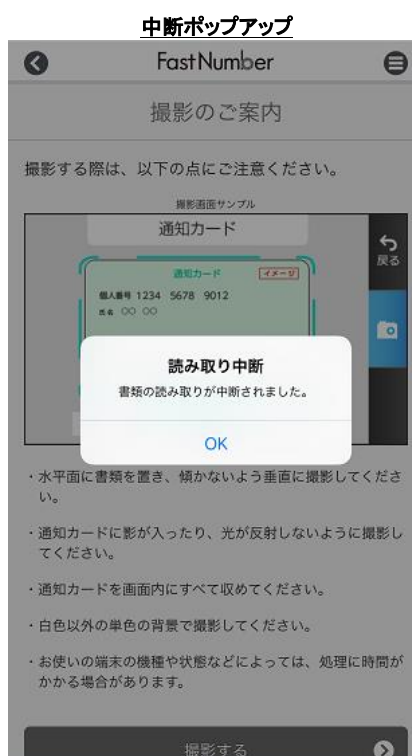 中断ポップアップ
FastNumber
撮影のご案内
撮影する際は、以下の点にご注意ください。
撮影画面サンプル
通知カード
戻る
通知カード
イメージ
個人番号 1234 5678 9012
氏名 〇〇 〇〇
読み取り中断
書類の読み取りが中断されました。
OK
・水平面に書類を置き、傾かないよう垂直に撮影してくださ
い。
・通知カードに影が入ったり、光が反射しないように撮影し
てください。
・通知カードを画面内にすべて収めてください。
・白色以外の単色の背景で撮影してください。
・お使いの端末の機種や状態などによっては、処理に時間が
かかる場合があります。
撮影する